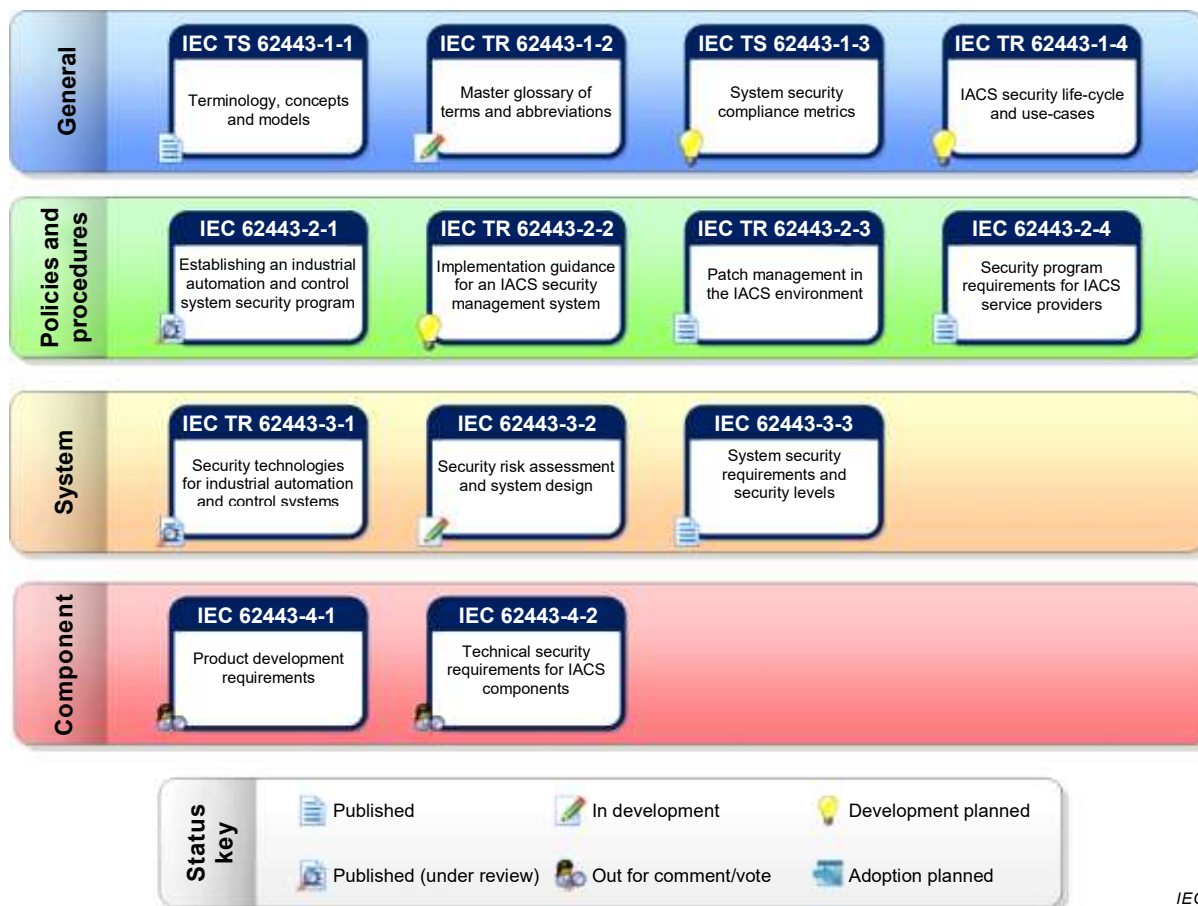 General
IEC TS 62443-1-1
Terminology, concepts
and models
IEC TR 62443-1-2
Master glossary of
terms and abbreviations
IEC TS 62443-1-3
System security
compliance metrics
IEC TR 62443-1-4
IACS security life-cycle
and use-cases
Policies and
procedures
IEC 62443-2-1
Establishing an industrial
automation and control
system security program
IEC TR 62443-2-2
Implementation guidance
for an IACS security
management system
IEC TR 62443-2-3
Patch management in
the IACS environment
IEC 62443-2-4
Security program
requirements for IACS
service providers
System
IEC TR 62443-3-1
Security technologies
for industrial automation
and control systems
IEC 62443-3-2
Security risk assessment
and system design
IEC 62443-3-3
System security
requirements and
security levels
Component
IEC 62443-4-1
Product development
requirements
IEC 62443-4-2
Technical security
requirements for IACS
components
Status
key
Published
In development
Development planned
Published (under review)
Out for comment/vote
Adoption planned
IEC